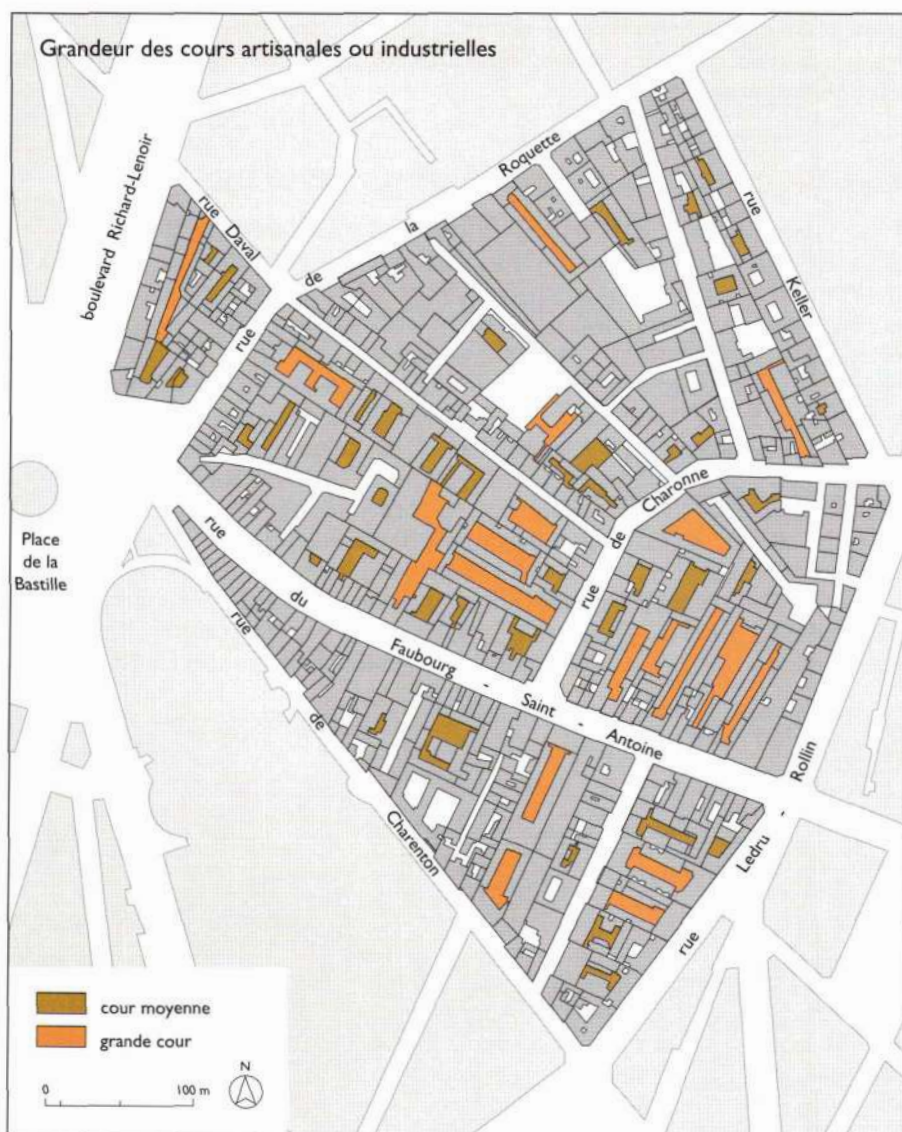 Grandeur des cours artisanales ou industrielles
boulevard Richard-Lenoir
rue Daval
rue de la Roquette
rue Keller
rue de Charonne
Place
de la
Bastille
rue du Faubourg - Saint - Antoine
rue de Charenton
rue Ledru - Rollin
cour moyenne
grande cour
N
0 100 m